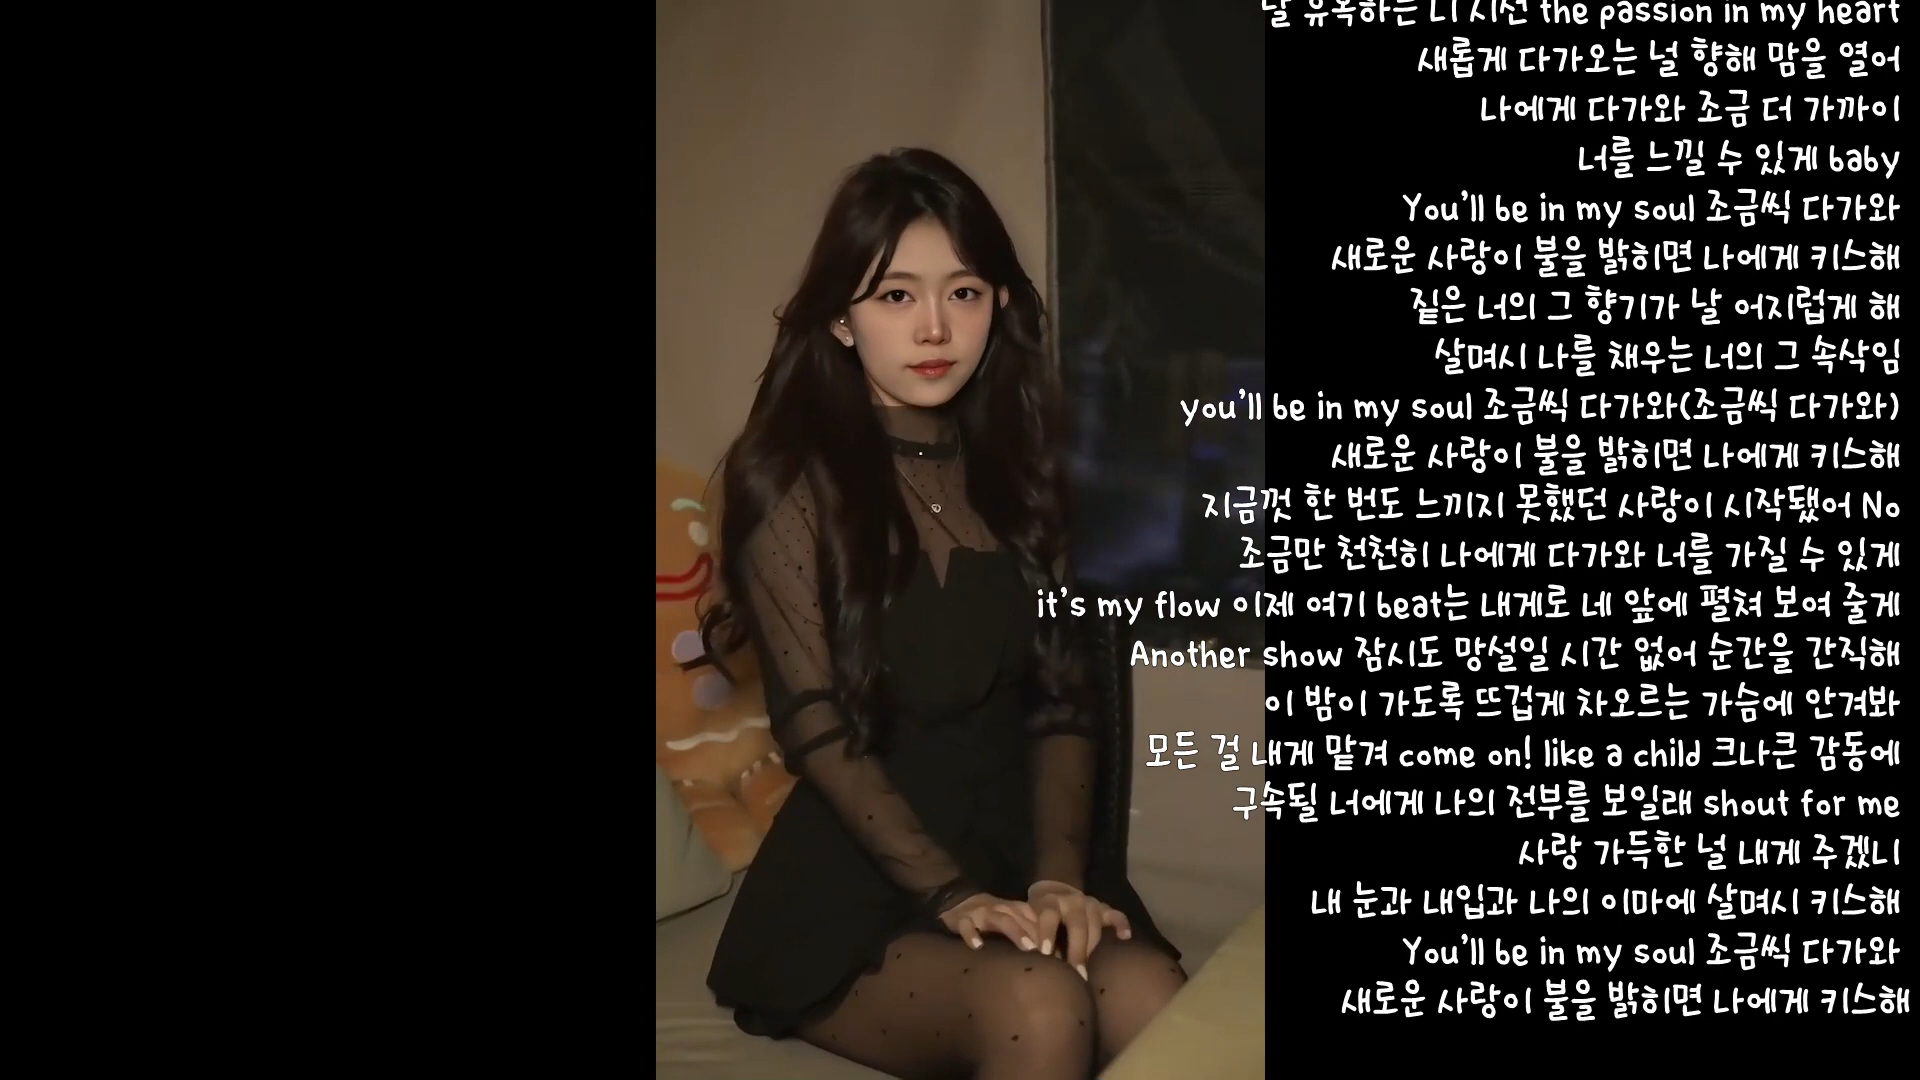 날 유혹하는 니 시선 the passion in my heart
새롭게 다가오는 널 향해 맘을 열어
나에게 다가와 조금 더 가까이
너를 느낄 수 있게 baby
You'll be in my soul 조금씩 다가와
새로운 사랑이 불을 밝히면 나에게 키스해
짙은 너의 그 향기가 날 어지럽게 해
살며시 나를 채우는 너의 그 속삭임
you'll be in my soul 조금씩 다가와(조금씩 다가와)
새로운 사랑이 불을 밝히면 나에게 키스해
지금껏 한 번도 느끼지 못했던 사랑이 시작됐어 No
조금만 천천히 나에게 다가와 너를 가질 수 있게
it's my flow 이제 여기 beat는 내게로 네 앞에 펼쳐 보여 줄게
Another show 잠시도 망설일 시간 없어 순간을 간직해
이 밤이 가도록 뜨겁게 차오르는 가슴에 안겨봐
모든 걸 내게 맡겨 come on! like a child 크나큰 감동에
구속될 너에게 나의 전부를 보일래 shout for me
사랑 가득한 널 내게 주겠니
내 눈과 내입과 나의 이마에 살며시 키스해
You'll be in my soul 조금씩 다가와
새로운 사랑이 불을 밝히면 나에게 키스해